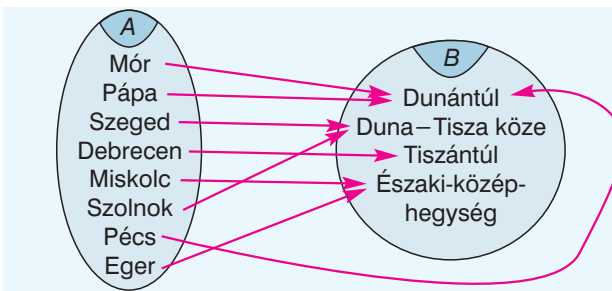 A
Mór
Pápa
Szeged
Debrecen
Miskolc
Szolnok
Pécs
Eger
B
Dunántúl
Duna–Tisza köze
Tiszántúl
Északi-közép-
hegység